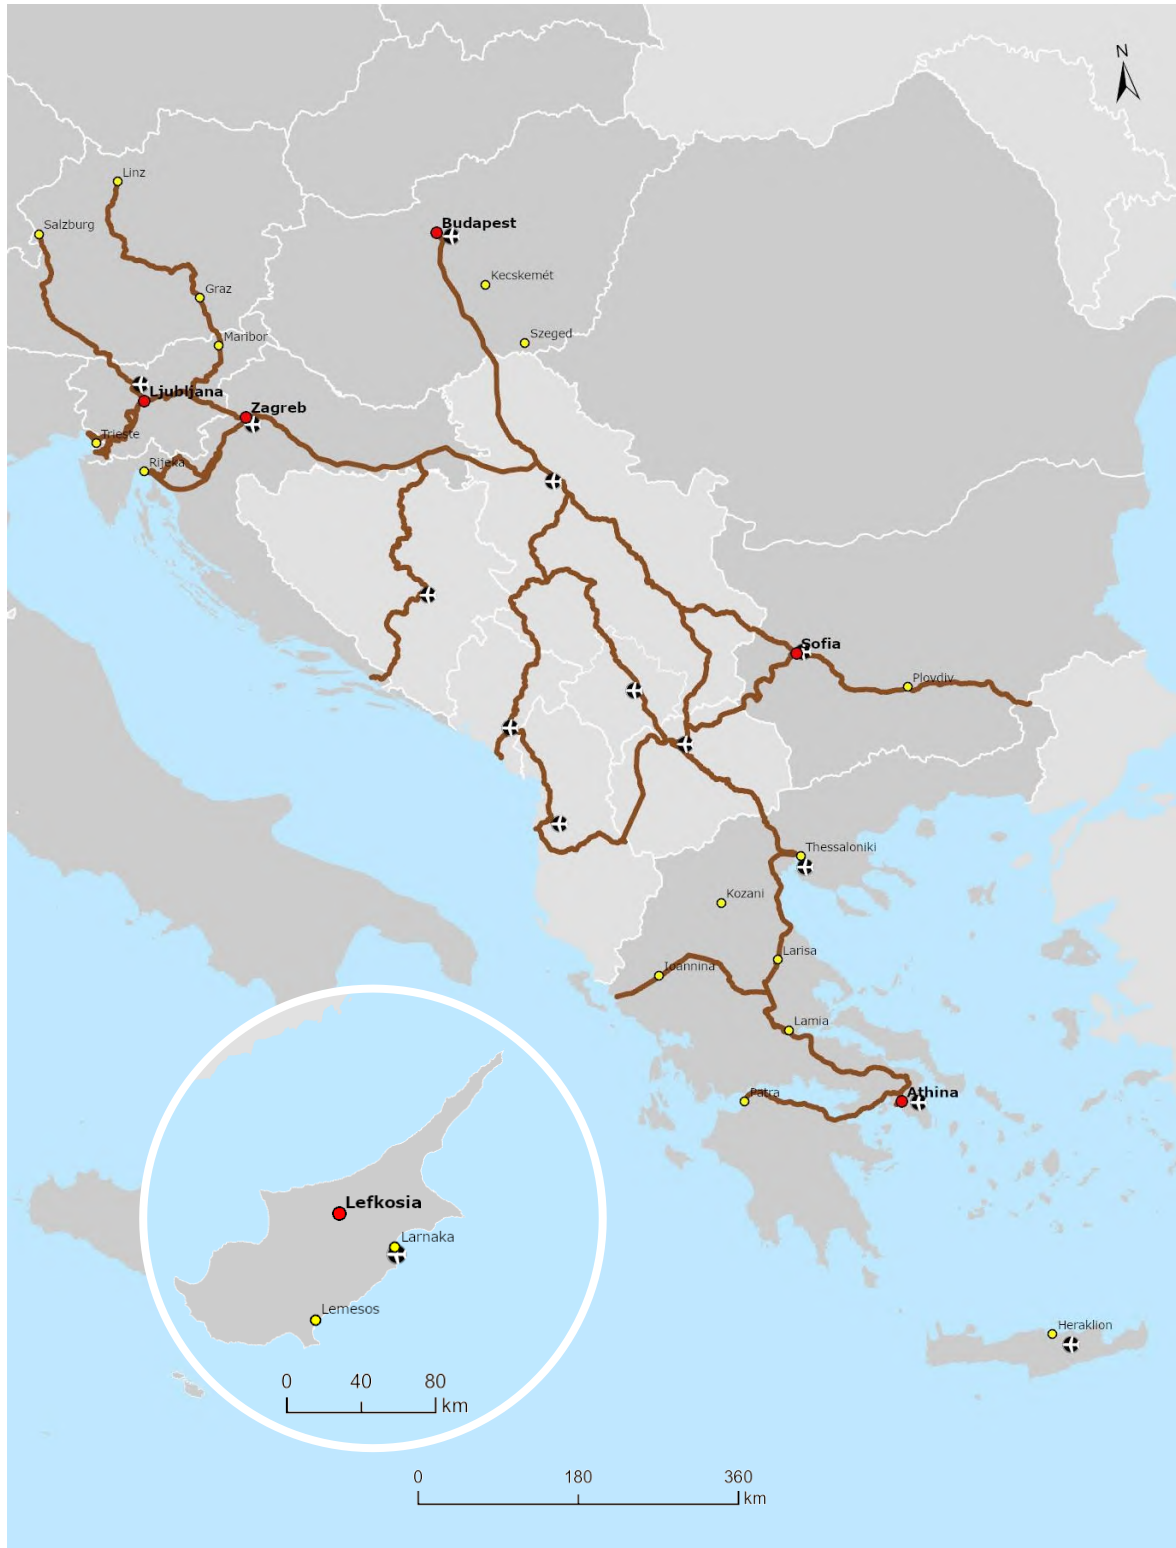 N
Linz
Salzburg
Budapest
Kecskemét
Graz
Szeged
Maribor
Ljubljana
Zagreb
Trieste
Rijeka
Sofia
Plovdiv
Thessaloniki
Kozani
Larisa
Ioannina
Lamia
Patra
Athina
Lefkosia
Larnaka
Lemesos
Heraklion
0 40 80
km
0 180 360
km